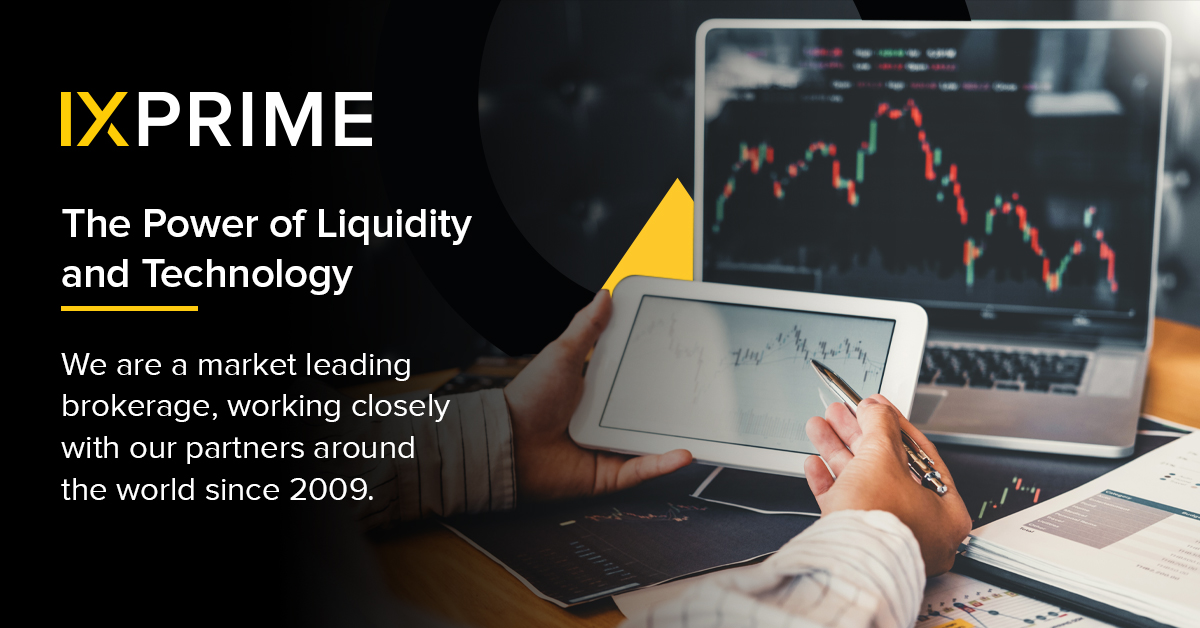 IXPRIME
The Power of Liquidity
and Technology
We are a market leading
brokerage, working closely
with our partners around
the world since 2009.